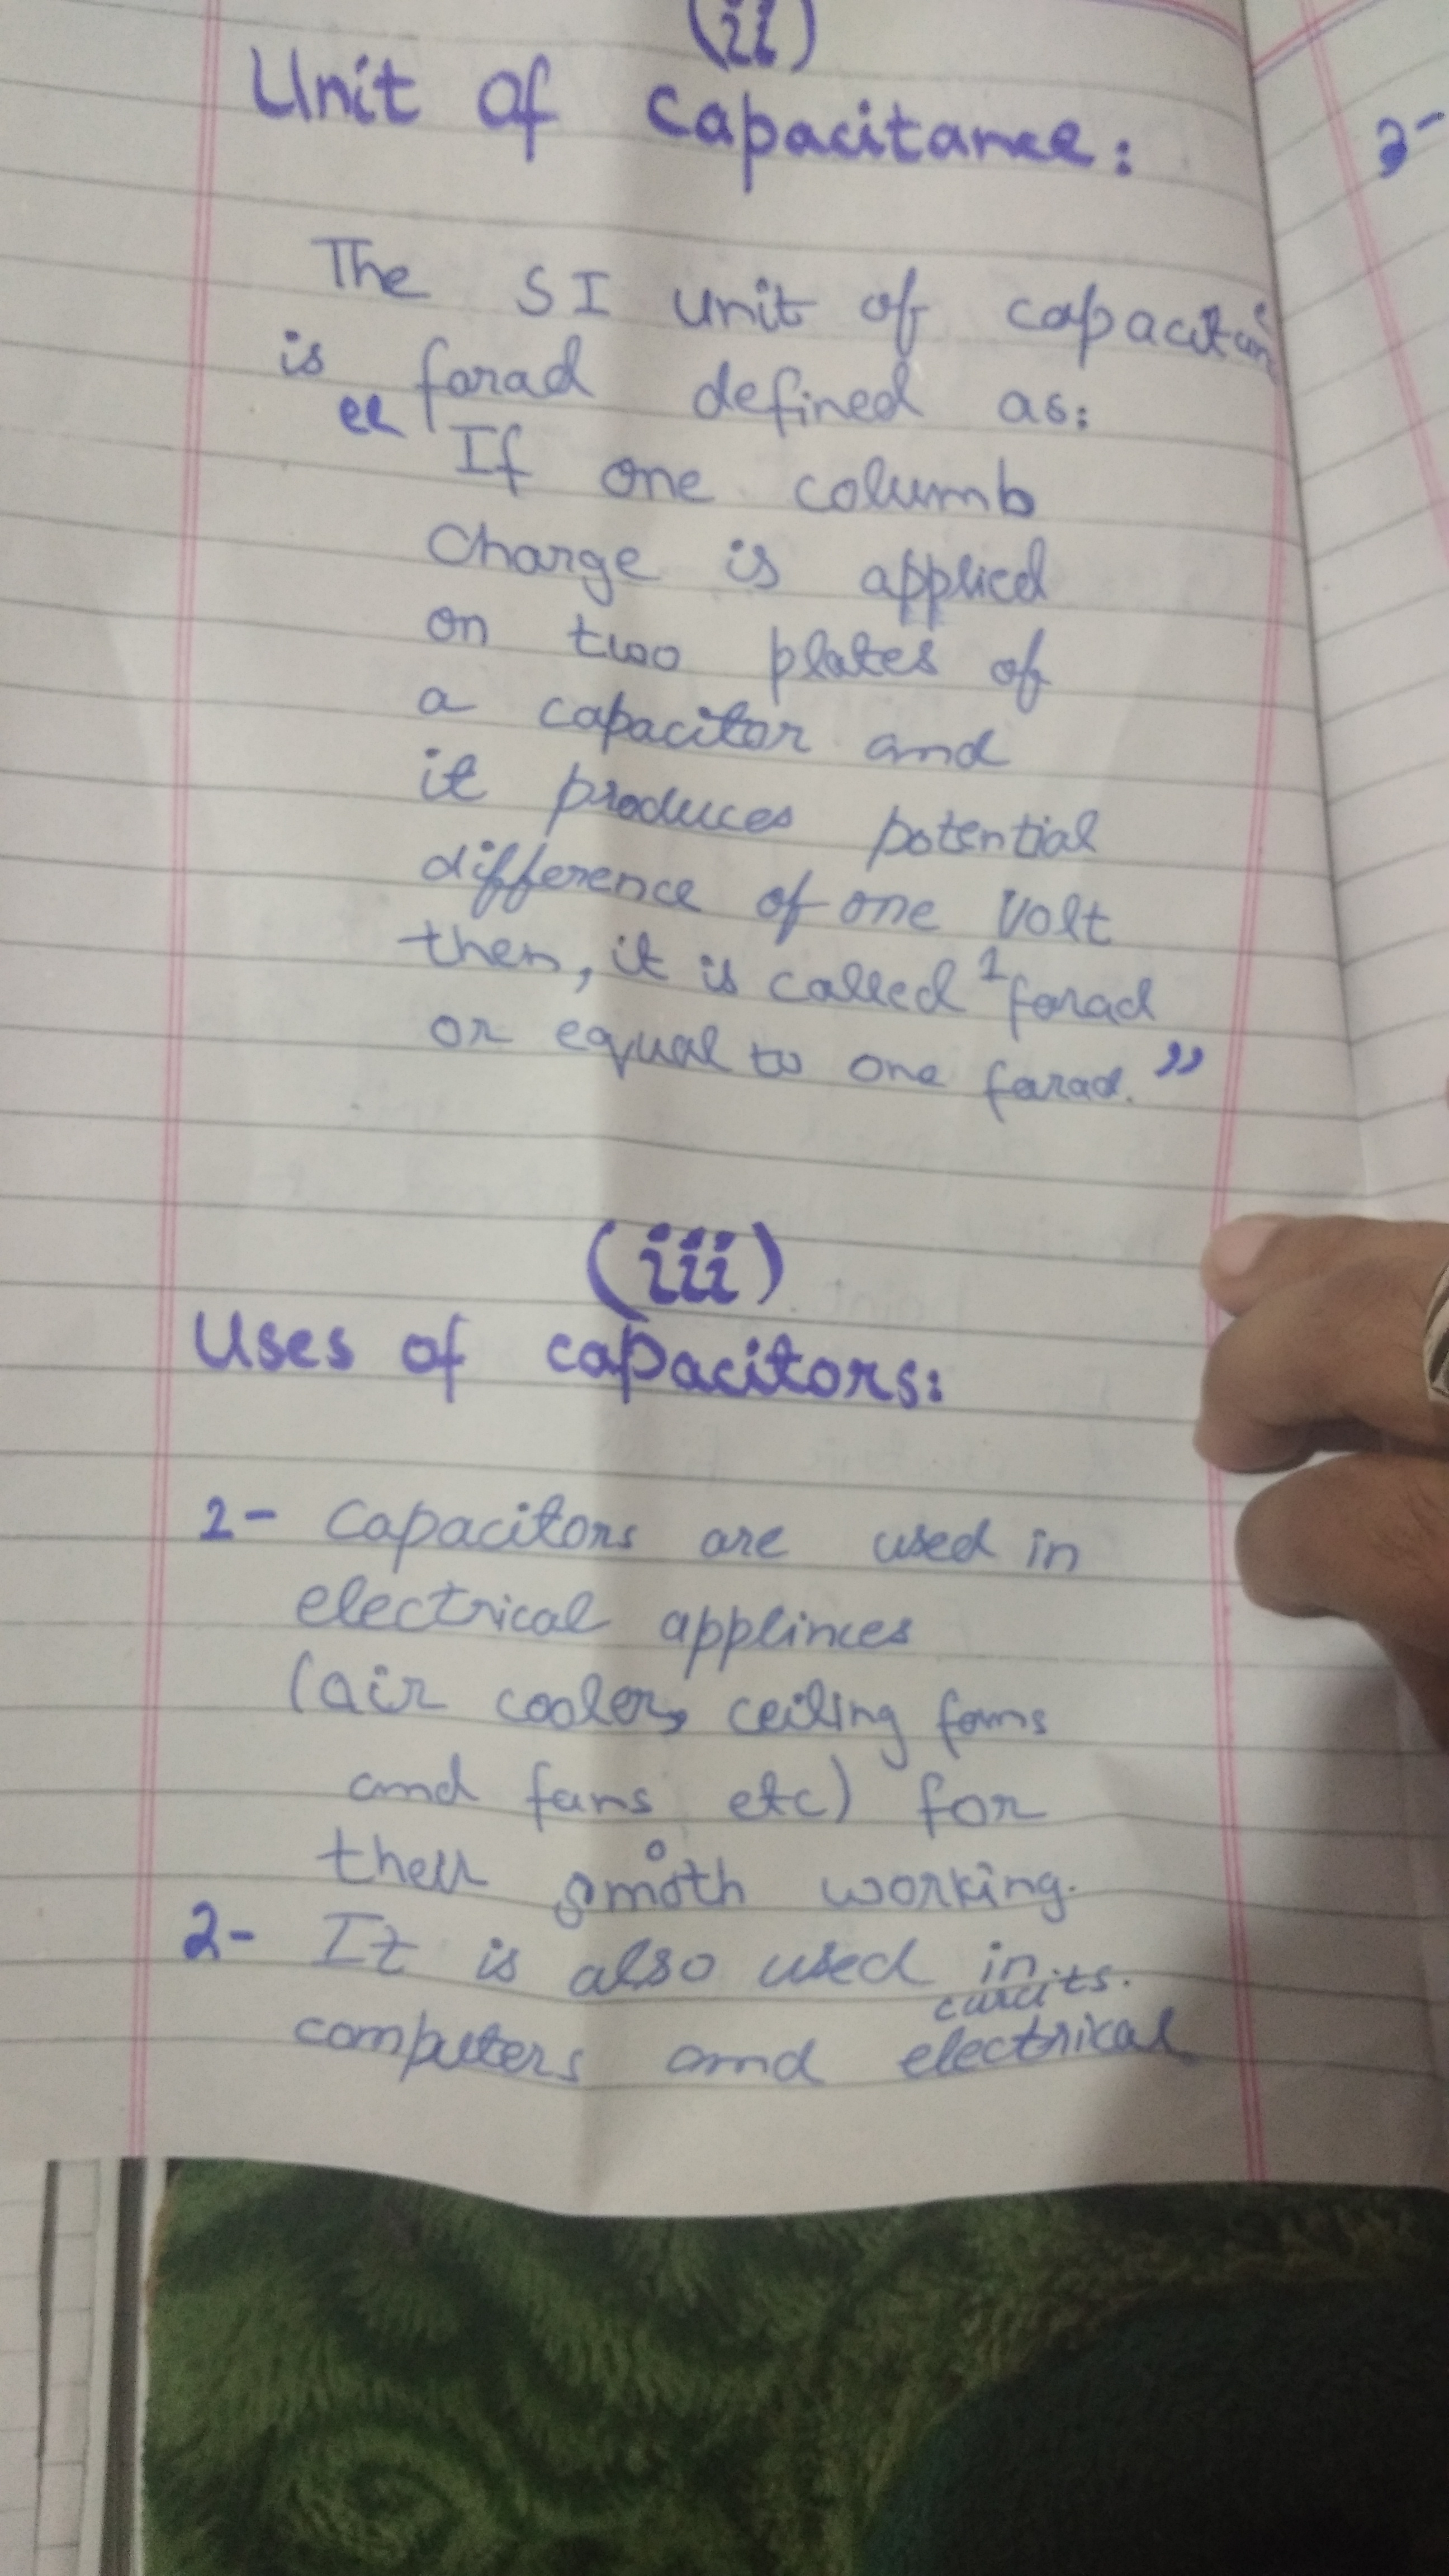 (ii)
Unit of capacitance:
The SI unit of capacitance
is farad defined as:
“If one columb
charge is applied
on two plates of
a capacitor and
it produces potential
difference of one volt
then, it is called 1 farad
or equal to one farad.”
(iii)
Uses of capacitors:
1- Capacitors are used in
electrical applinces
(air cooler, ceiling fans
and fans etc) for
their smooth working.
2- It is also used in
computers and electrical
3-